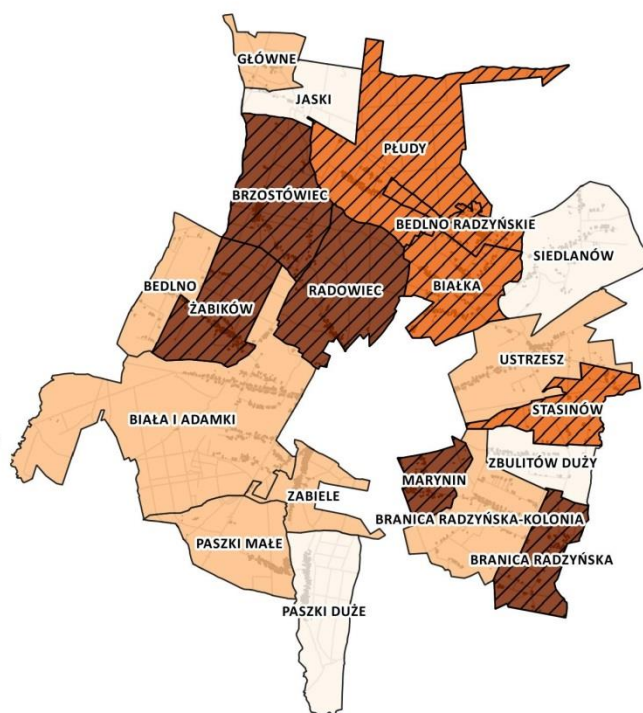 GŁÓWNE
JASKI
PŁUDY
BRZOSTÓWIEC
BEDLNO RADZYŃSKIE
SIEDLANÓW
BEDLNO
RADOWIEC
BIAŁKA
ŻABIKÓW
USTRZESZ
STASINÓW
BIAŁA I ADAMKI
ZBULITÓW DUŻY
MARYNIN
ZABIELE
BRANICA RADZYŃSKA-KOLONIA
PASZKI MAŁE
BRANICA RADZYŃSKA
PASZKI DUŻE